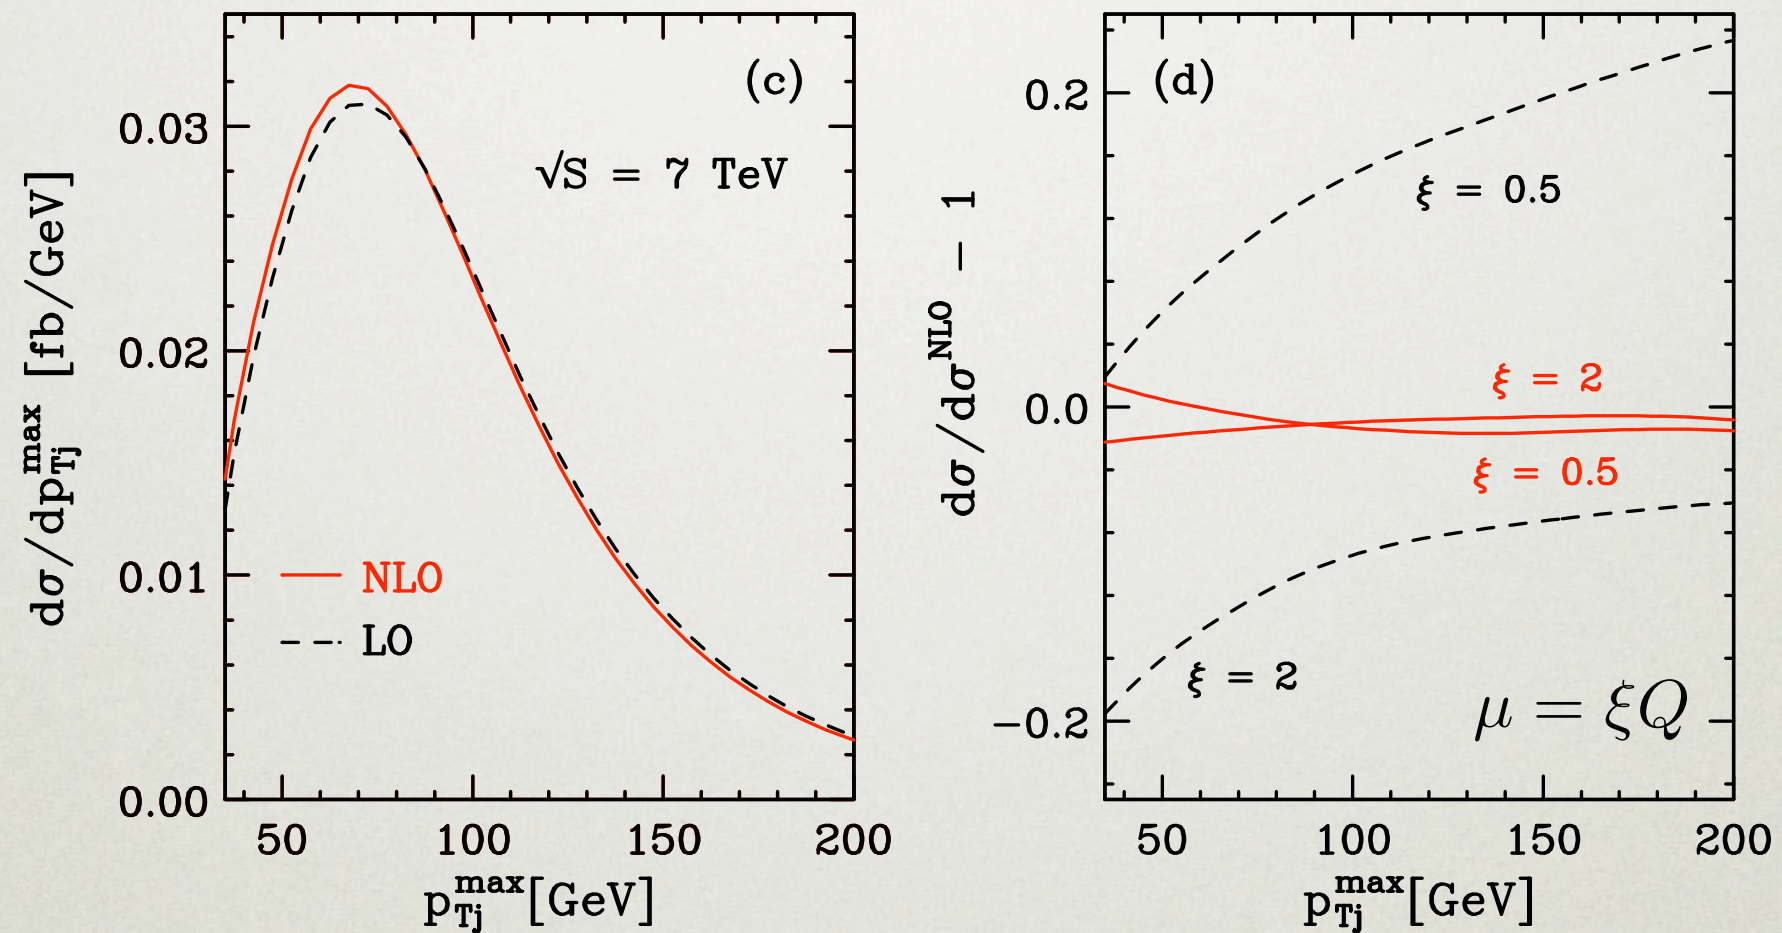 (c)
√S = 7 TeV
NLO
LO
0.03
0.02
0.01
0.00
50 100 150 200
dσ/dp_Tj^max [fb/GeV]
p_Tj^max[GeV]
(d)
ξ = 0.5
ξ = 2
ξ = 0.5
ξ = 2
μ = ξQ
0.2
0.0
−0.2
50 100 150 200
dσ/dσ^NLO − 1
p_Tj^max[GeV]